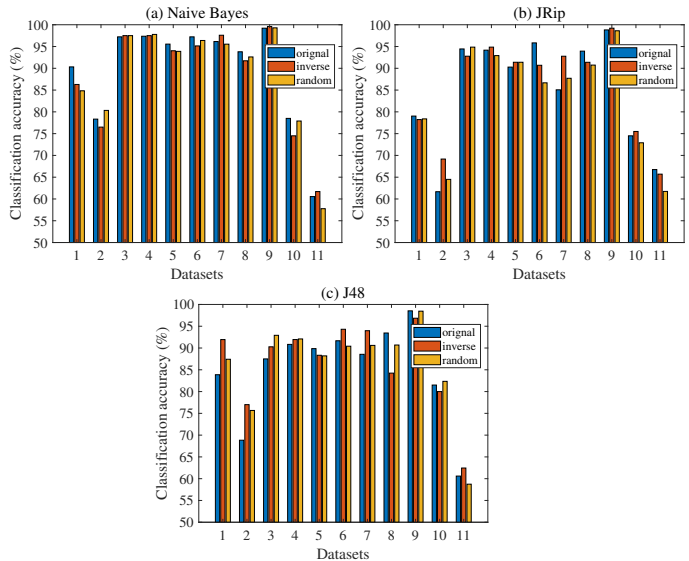 (a) Naive Bayes
100
95
90
85
80
75
70
65
60
55
50
Classification accuracy (%)
orignal
inverse
random
1 2 3 4 5 6 7 8 9 10 11
Datasets
(b) JRip
100
95
90
85
80
75
70
65
60
55
50
Classification accuracy (%)
orignal
inverse
random
1 2 3 4 5 6 7 8 9 10 11
Datasets
(c) J48
100
95
90
85
80
75
70
65
60
55
50
Classification accuracy (%)
orignal
inverse
random
1 2 3 4 5 6 7 8 9 10 11
Datasets